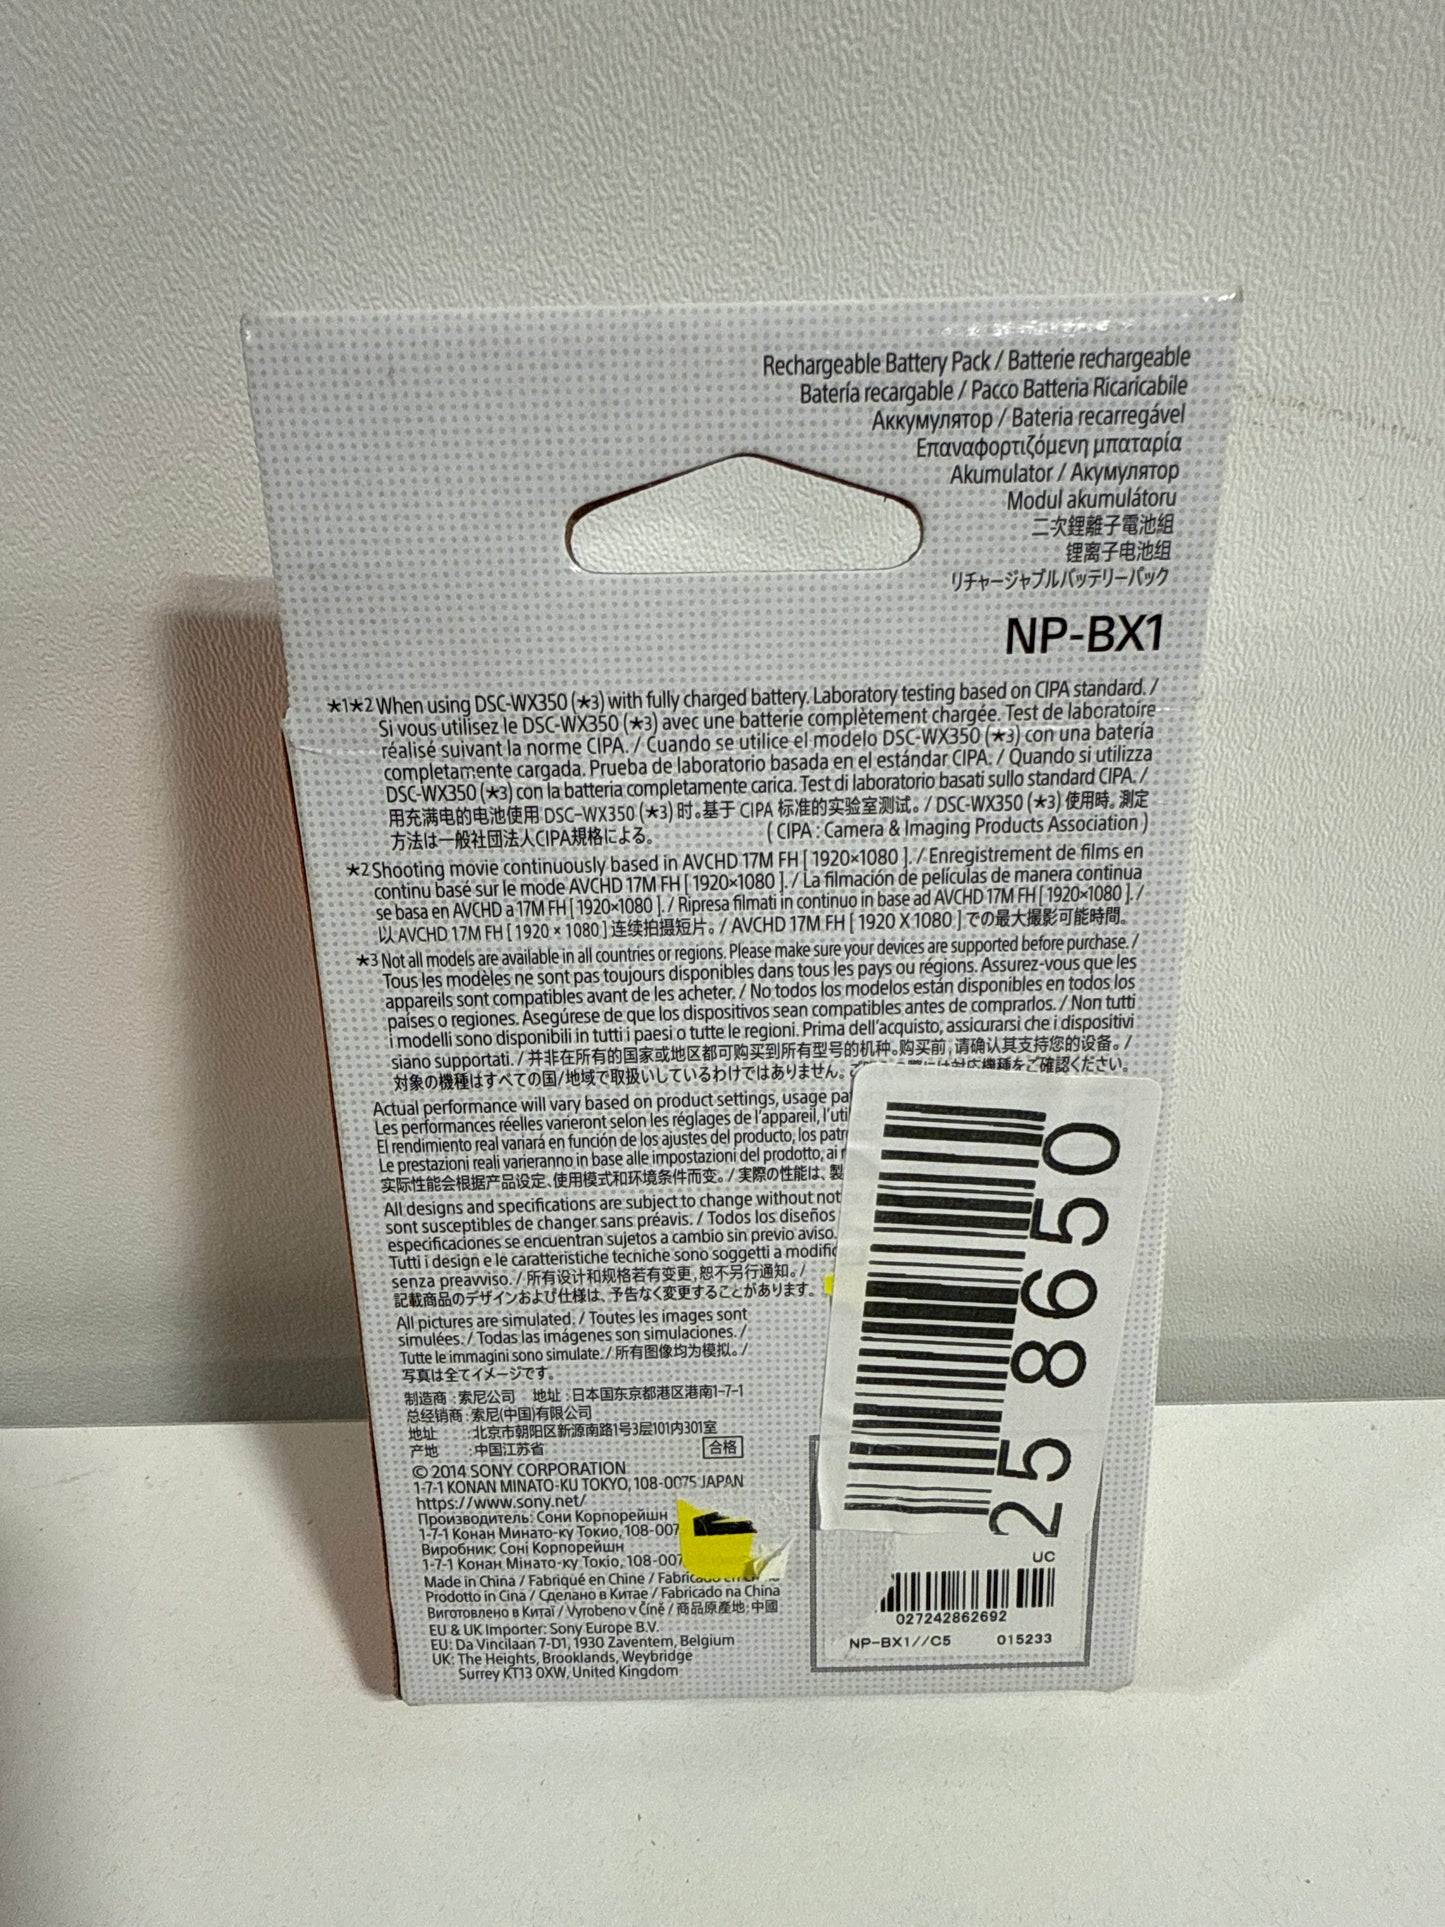 Rechargeable Battery Pack / Batterie rechargeable
Batería recargable / Pacco Batteria Ricaricabile
Аккумулятор / Bateria recarregável
Επαναφορτιζόμενη μπαταρία
Akumulator / Акумулятор
Modul akumulátoru
二次鋰離子電池組
锂离子电池组
リチャージャブルバッテリーパック
NP-BX1
★1★2 When using DSC-WX350 (★3) with fully charged battery. Laboratory testing based on CIPA standard. /
Si vous utilisez le DSC-WX350 (★3) avec une batterie complètement chargée. Test de laboratoire
réalisé suivant la norme CIPA. / Cuando se utilice el modelo DSC-WX350 (★3) con una batería
completamente cargada. Prueba de laboratorio basada en el estándar CIPA. / Quando si utilizza
DSC-WX350 (★3) con la batteria completamente carica. Test di laboratorio basati sullo standard CIPA. /
用充满电的电池使用 DSC-WX350 (★3) 时。基于 CIPA 标准的实验室测试。/ DSC-WX350 (★3) 使用時。測定
方法は一般社団法人CIPA規格による。 ( CIPA : Camera & Imaging Products Association )
★2 Shooting movie continuously based in AVCHD 17M FH [ 1920×1080 ]. / Enregistrement de films en
continu basé sur le mode AVCHD 17M FH [ 1920×1080 ]. / La filmación de películas de manera continua
se basa en AVCHD a 17M FH [ 1920×1080 ]. / Ripresa filmati in continuo in base ad AVCHD 17M FH [ 1920×1080 ]. /
以 AVCHD 17M FH [ 1920 × 1080 ] 连续拍摄短片。/ AVCHD 17M FH [ 1920 X 1080 ] での最大撮影可能時間。
★3 Not all models are available in all countries or regions. Please make sure your devices are supported before purchase. /
Tous les modèles ne sont pas toujours disponibles dans tous les pays ou régions. Assurez-vous que les
appareils sont compatibles avant de les acheter. / No todos los modelos están disponibles en todos los
países o regiones. Asegúrese de que los dispositivos sean compatibles antes de comprarlos. / Non tutti
i modelli sono disponibili in tutti i paesi o tutte le regioni. Prima dell'acquisto, assicurarsi che i dispositivi
siano supportati. / 并非在所有的国家或地区都可购买到所有型号的机种。购买前，请确认其支持您的设备。/
対象の機種はすべての国/地域で取扱いしているわけではありません。 対応機種をご確認ください。
Actual performance will vary based on product settings, usage
Les performances réelles varieront selon les réglages de l'appareil,
El rendimiento real variará en función de los ajustes del producto, los
Le prestazioni reali varieranno in base alle impostazioni del prodotto, ai
实际性能会根据产品设定、使用模式和环境条件而变。/ 実際の性能は、製
All designs and specifications are subject to change without not
sont susceptibles de changer sans préavis. / Todos los diseños
especificaciones se encuentran sujetos a cambio sin previo aviso.
Tutti i design e le caratteristiche tecniche sono soggetti a
senza preavviso. / 所有设计和规格若有变更，恕不另行通知。/
記載商品のデザインおよび仕様は、予告なく変更することがあります。
All pictures are simulated. / Toutes les images sont
simulées. / Todas las imágenes son simulaciones. /
Tutte le immagini sono simulate. / 所有图像均为模拟。/
写真は全てイメージです。
制造商 : 索尼公司 地址 : 日本国东京都港区港南1-7-1
总经销商 : 索尼(中国)有限公司
地址 : 北京市朝阳区新源南路1号3层101内301室
产地 : 中国江苏省 合格
© 2014 SONY CORPORATION
1-7-1 KONAN MINATO-KU TOKYO, 108-0075 JAPAN
https://www.sony.net/
Производитель: Сони Корпорейшн
1-7-1 Конан Минато-ку Токио, 108-007
Виробник: Соні Корпорейшн
1-7-1 Конан Мінато-ку Токіо, 108-007
Made in China / Fabriqué en Chine /
Prodotto in Cina / Сделано в Китае / Fabricado na China
Виготовлено в Китаї / Vyrobeno v Číně / 商品原產地:中國
EU & UK Importer: Sony Europe B.V.
EU: Da Vincilaan 7-D1, 1930 Zaventem, Belgium
UK: The Heights, Brooklands, Weybridge
Surrey KT13 0XW, United Kingdom
25 8650
UC
027242862692
NP-BX1//C5 015233